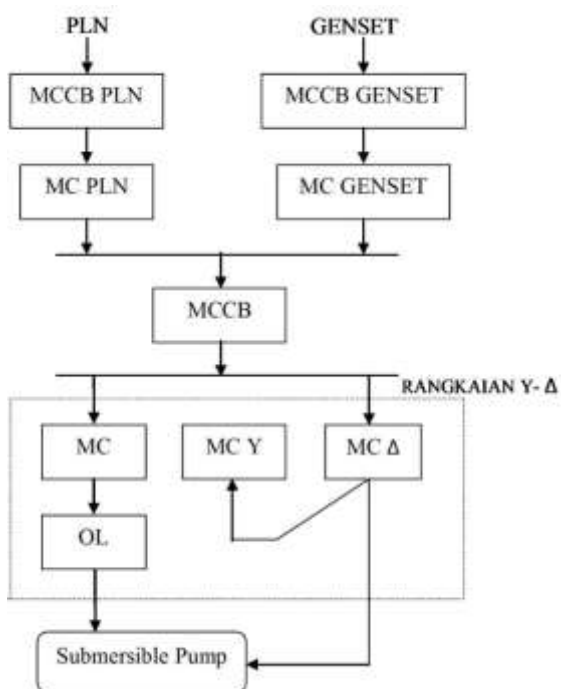 PLN
GENSET
MCCB PLN
MCCB GENSET
MC PLN
MC GENSET
MCCB
RANGKAIAN Y- Δ
MC
MC Y
MC Δ
OL
Submersible Pump